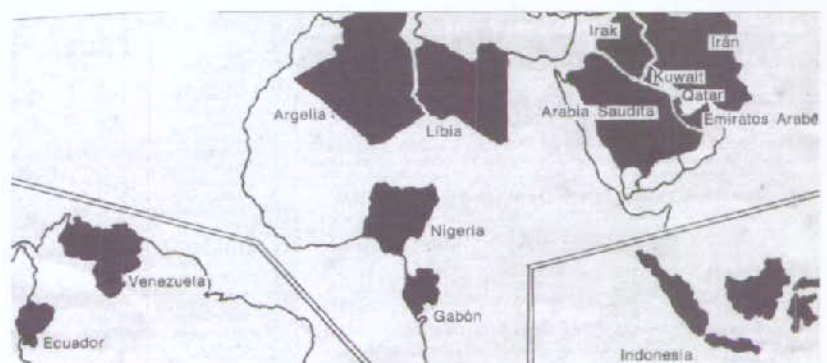 Irak
Irán
Kuwait
Qatar
Argelia
Arabia Saudita
Emiratos Arabe
Libia
Nigeria
Venezuela
Gabón
Ecuador
Indonesia